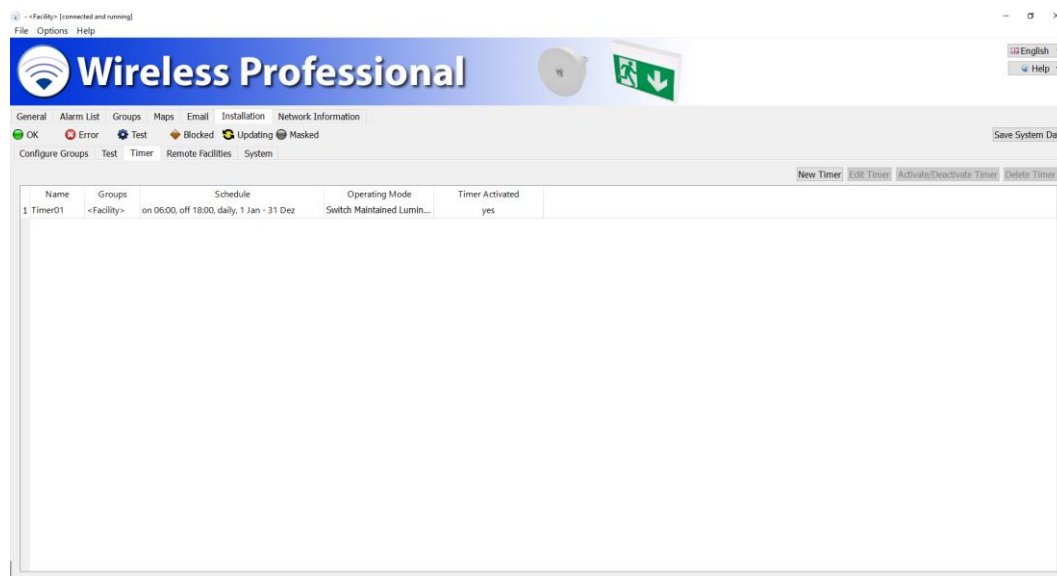 - <Facility> [connected and running]
File Options Help
Wireless Professional
English
Help
General Alarm List Groups Maps Email Installation Network Information
OK Error Test Blocked Updating Masked
Save System Da
Configure Groups Test Timer Remote Facilities System
New Timer Edit Timer Activate/Deactivate Timer Delete Timer
Name Groups Schedule Operating Mode Timer Activated
1 Timer01 <Facility> on 06:00, off 18:00, daily, 1 Jan - 31 Dez Switch Maintained Lumin... yes